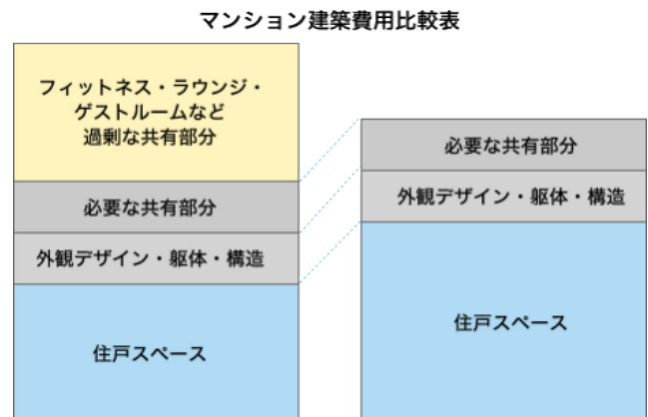 マンション建築費用比較表
フィットネス・ラウンジ・
ゲストルームなど
過剰な共有部分
必要な共有部分
外観デザイン・躯体・構造
住戸スペース
必要な共有部分
外観デザイン・躯体・構造
住戸スペース